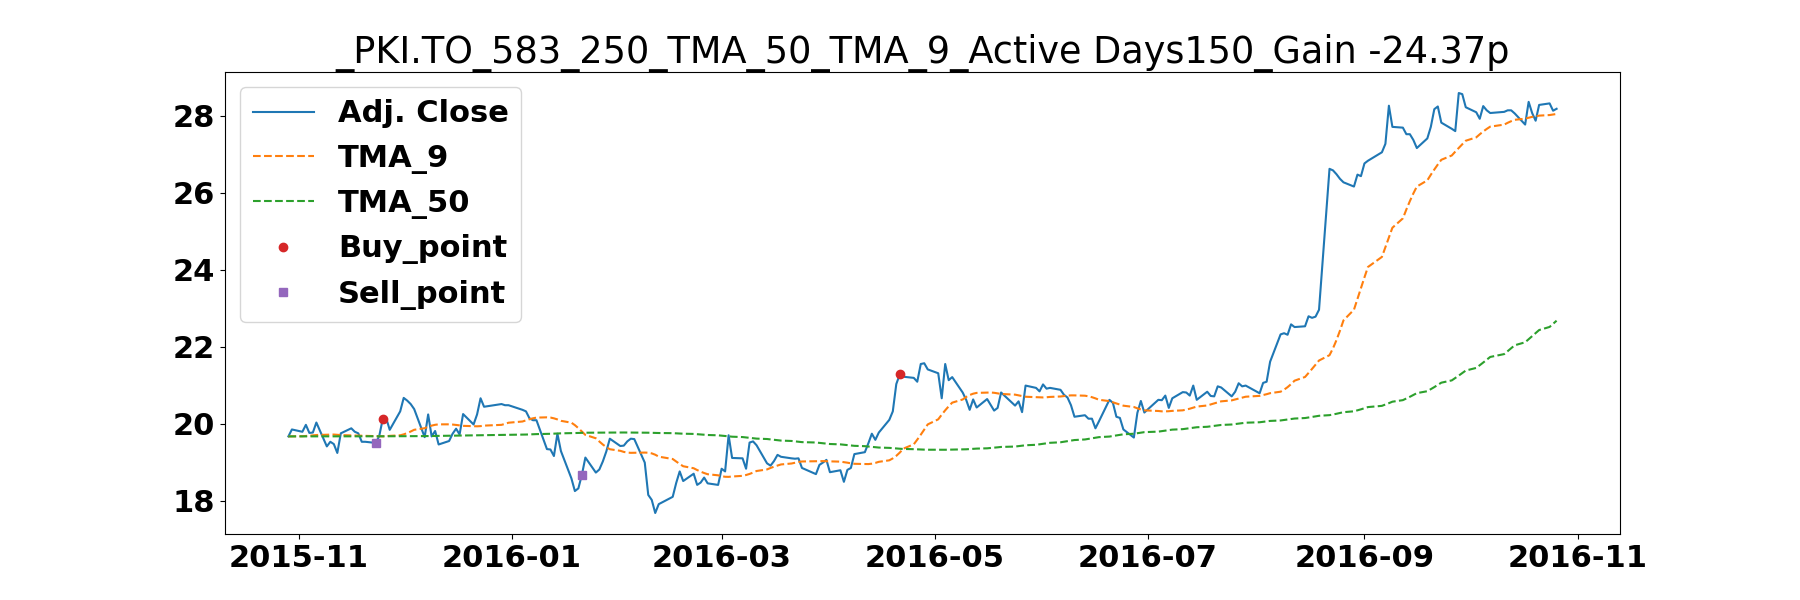 _PKI.TO_583_250_TMA_50_TMA_9_Active Days150_Gain -24.37p
Adj. Close
TMA_9
TMA_50
Buy_point
Sell_point
28
26
24
22
20
18
2015-11 2016-01 2016-03 2016-05 2016-07 2016-09 2016-11